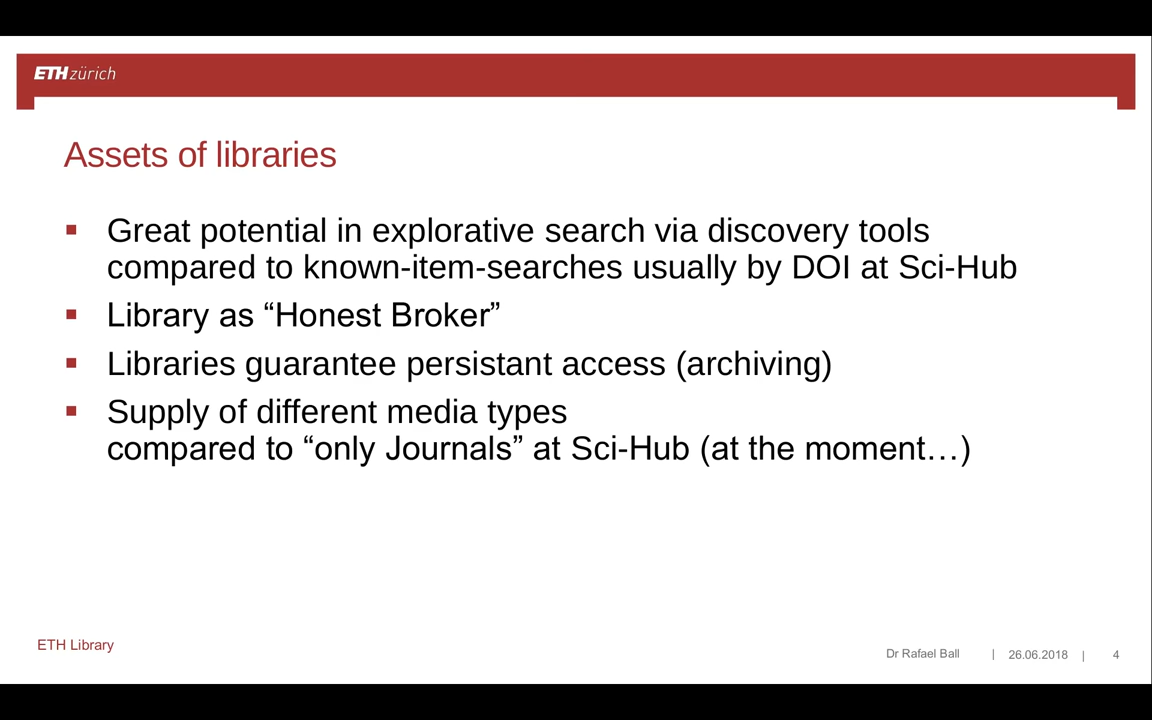 ETH zürich
Assets of libraries
▪ Great potential in explorative search via discovery tools
compared to known-item-searches usually by DOI at Sci-Hub
▪ Library as “Honest Broker”
▪ Libraries guarantee persistant access (archiving)
▪ Supply of different media types
compared to “only Journals” at Sci-Hub (at the moment…)
ETH Library
Dr Rafael Ball | 26.06.2018 | 4